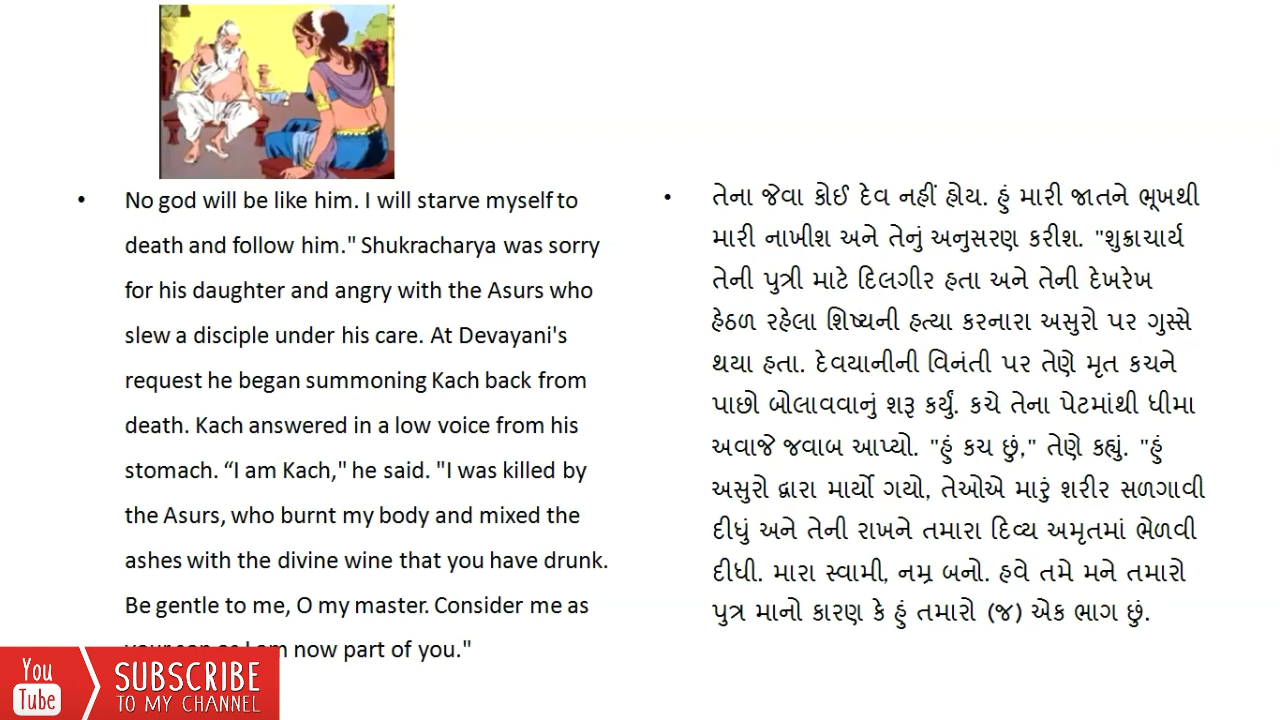 • No god will be like him. I will starve myself to
death and follow him." Shukracharya was sorry
for his daughter and angry with the Asurs who
slew a disciple under his care. At Devayani's
request he began summoning Kach back from
death. Kach answered in a low voice from his
stomach. “I am Kach," he said. "I was killed by
the Asurs, who burnt my body and mixed the
ashes with the divine wine that you have drunk.
Be gentle to me, O my master. Consider me as
now part of you."
• તેના જેવા કોઈ દેવ નહીં હોય. હું મારી જાતને ભૂખથી
મારી નાખીશ અને તેનું અનુસરણ કરીશ. "શુક્રાચાર્ય
તેની પુત્રી માટે દિલગીર હતા અને તેની દેખરેખ
હેઠળ રહેલા શિષ્યની હત્યા કરનારા અસુરો પર ગુસ્સે
થયા હતા. દેવયાનીની વિનંતી પર તેણે મૃત કચને
પાછો બોલાવવાનું શરૂ કર્યું. કચે તેના પેટમાંથી ધીમા
અવાજે જવાબ આપ્યો. "હું કચ છું," તેણે કહ્યું. "હું
અસુરો દ્વારા માર્યો ગયો, તેઓએ મારું શરીર સળગાવી
દીધું અને તેની રાખને તમારા દિવ્ય અમૃતમાં ભેળવી
દીધી. મારા સ્વામી, નમ્ર બનો. હવે તમે મને તમારો
પુત્ર માનો કારણ કે હું તમારો (જ) એક ભાગ છું.
You
Tube
SUBSCRIBE
TO MY CHANNEL